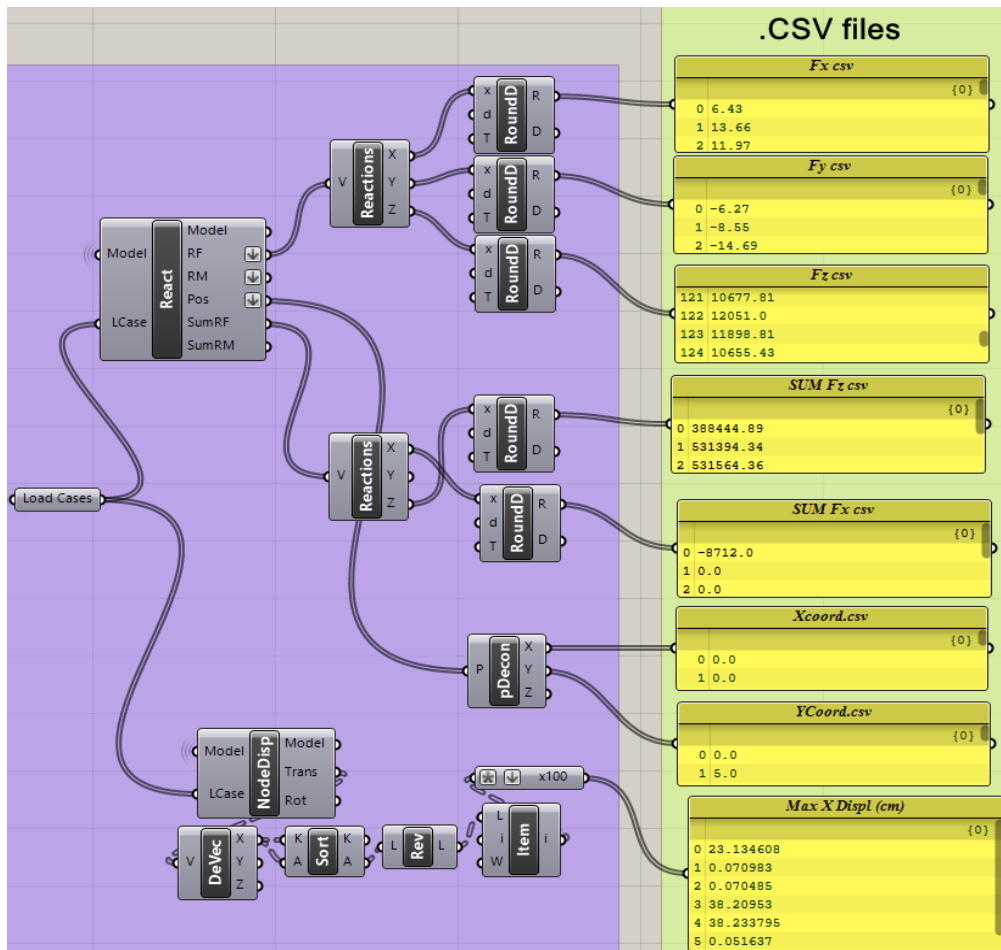 .CSV files
Fx csv
{0}
0 6.43
1 13.66
2 11.97
Fy csv
{0}
0 -6.27
1 -8.55
2 -14.69
Fz csv
121 10677.81
122 12051.0
123 11898.81
124 10655.43
SUM Fz csv
{0}
0 388444.89
1 531394.34
2 531564.36
SUM Fx csv
{0}
0 -8712.0
1 0.0
2 0.0
Xcoord.csv
{0}
0 0.0
1 0.0
YCoord.csv
{0}
0 0.0
1 5.0
Max X Displ (cm)
{0}
0 23.134608
1 0.070983
2 0.070485
3 38.20953
4 38.233795
5 0.051637
x R
d RoundD D
T
x R
d RoundD D
T
x R
d RoundD D
T
X
V Reactions Y
Z
Model
Model RF
RM
React
Pos
LCase SumRF
SumRM
x R
d RoundD D
T
X
V Reactions Y
Z
x R
d RoundD D
T
Load Cases
X
P pDecon Y
Z
Model Model
NodeDisp Trans
LCase Rot
x100
X
V DeVec Y
Z
K Sort K
A A
L Rev L
L
i Item i
W